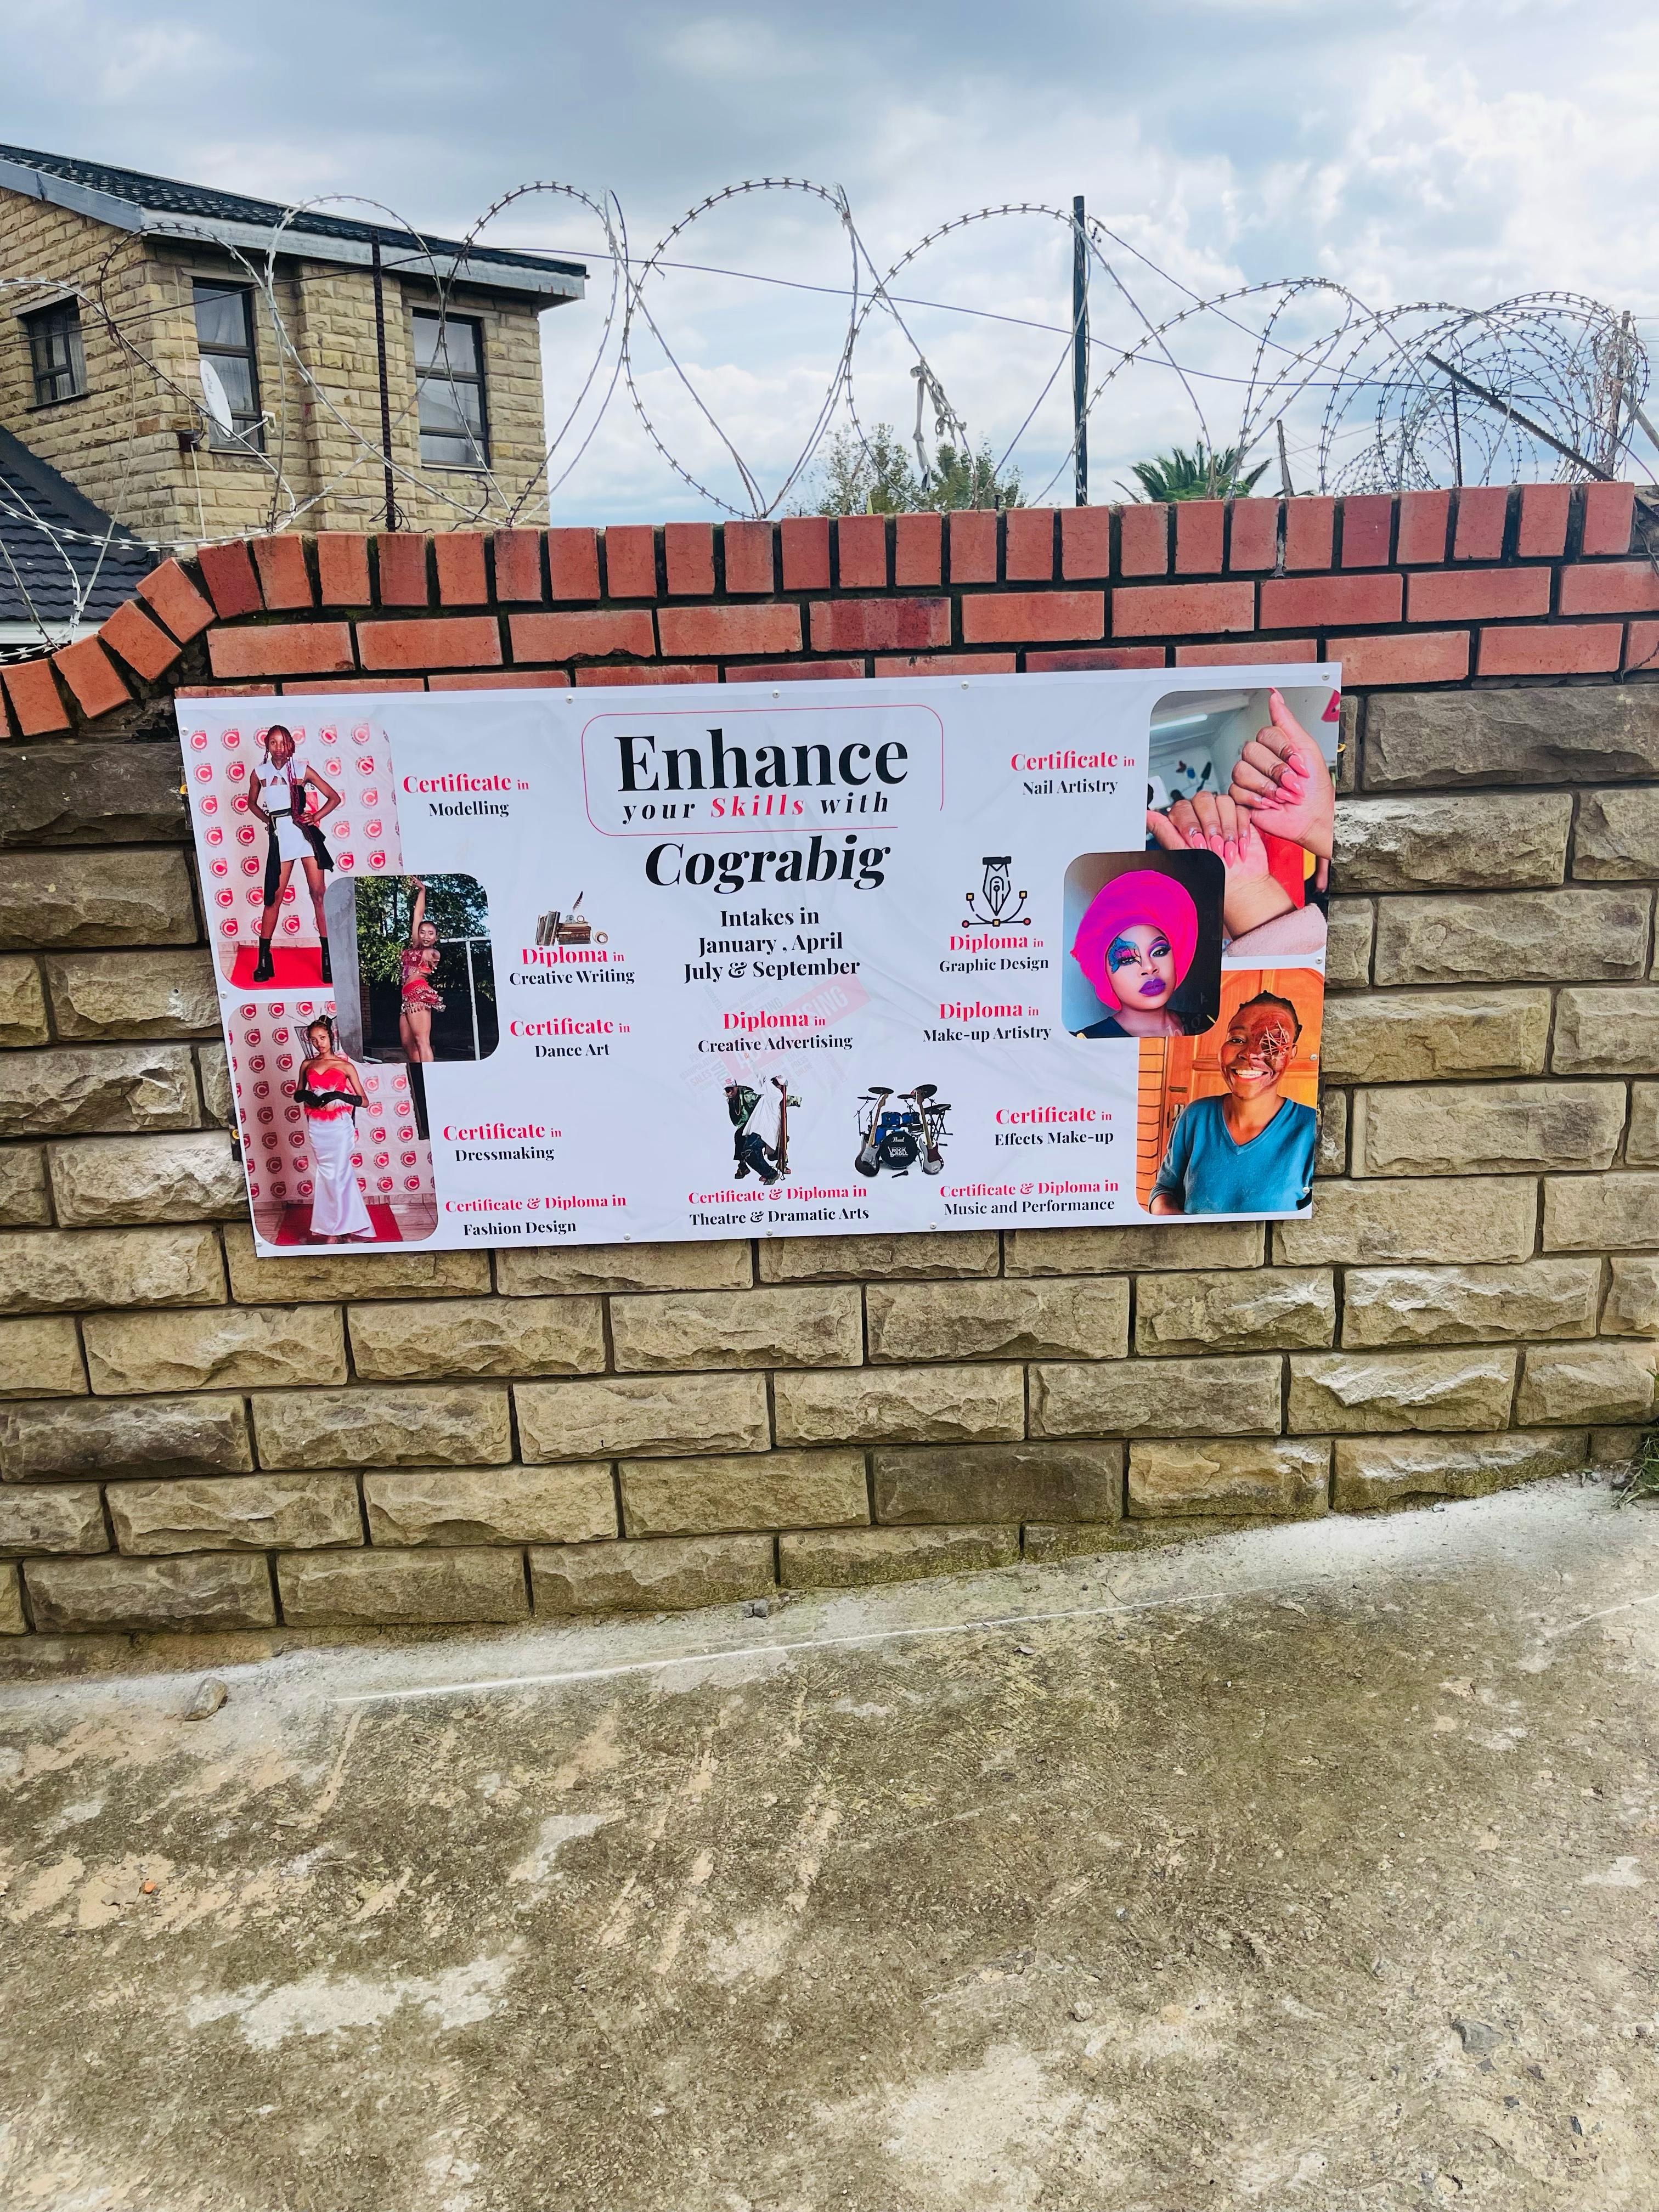 Enhance
your Skills with
Cograbig
Intakes in
January , April
July & September
Certificate in
Modelling
Diploma in
Creative Writing
Certificate in
Dance Art
Certificate in
Dressmaking
Certificate & Diploma in
Fashion Design
Diploma in
Creative Advertising
Certificate & Diploma in
Theatre & Dramatic Arts
Certificate in
Nail Artistry
Diploma in
Graphic Design
Diploma in
Make-up Artistry
Certificate in
Effects Make-up
Certificate & Diploma in
Music and Performance